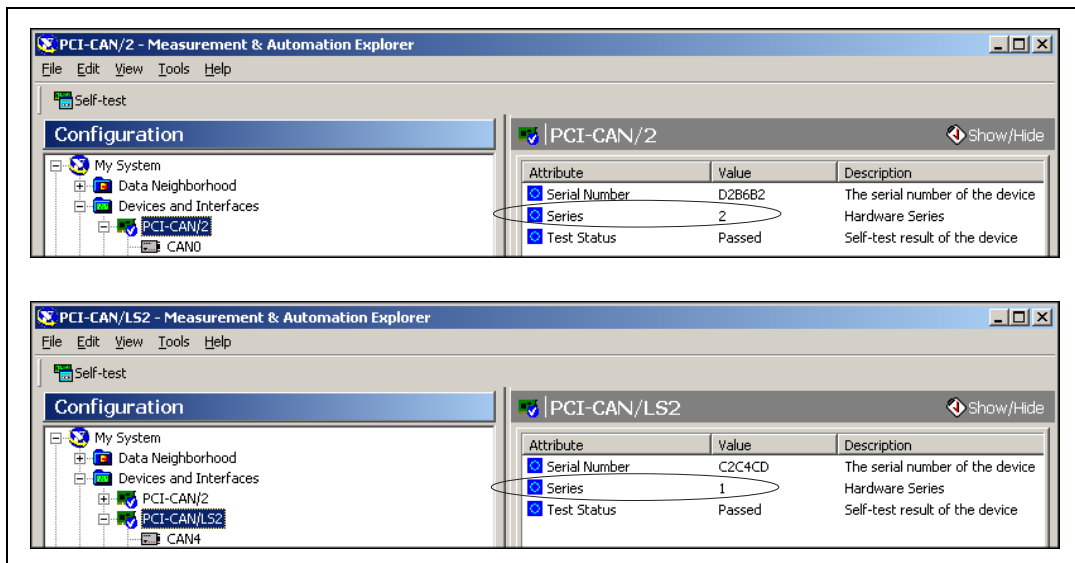 PCI-CAN/2 - Measurement & Automation Explorer
File Edit View Tools Help
Self-test
Configuration
My System
Data Neighborhood
Devices and Interfaces
PCI-CAN/2
CAN0
PCI-CAN/2 Show/Hide
Attribute Value Description
Serial Number D2B6B2 The serial number of the device
Series 2 Hardware Series
Test Status Passed Self-test result of the device
PCI-CAN/LS2 - Measurement & Automation Explorer
File Edit View Tools Help
Self-test
Configuration
My System
Data Neighborhood
Devices and Interfaces
PCI-CAN/2
PCI-CAN/LS2
CAN4
PCI-CAN/LS2 Show/Hide
Attribute Value Description
Serial Number C2C4CD The serial number of the device
Series 1 Hardware Series
Test Status Passed Self-test result of the device